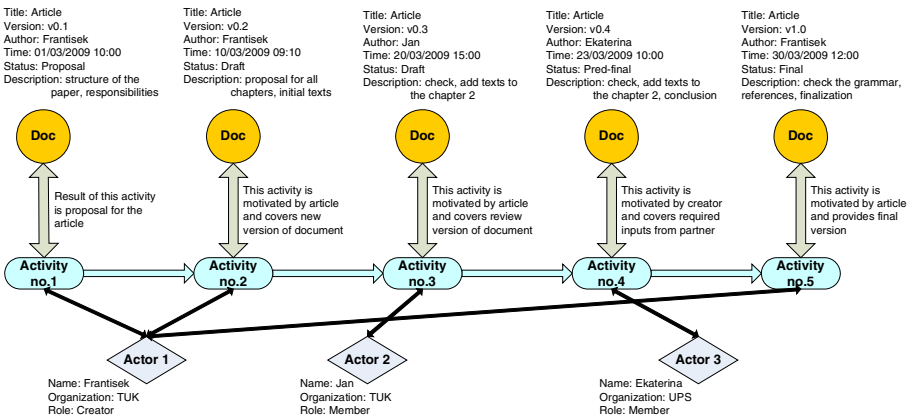 Title: Article
Version: v0.1
Author: Frantisek
Time: 01/03/2009 10:00
Status: Proposal
Description: structure of the
paper, responsibilities
Title: Article
Version: v0.2
Author: Frantisek
Time: 10/03/2009 09:10
Status: Draft
Description: proposal for all
chapters, initial texts
Title: Article
Version: v0.3
Author: Jan
Time: 20/03/2009 15:00
Status: Draft
Description: check, add texts to
the chapter 2
Title: Article
Version: v0.4
Author: Ekaterina
Time: 23/03/2009 10:00
Status: Pred-final
Description: check, add texts to
the chapter 2, conclusion
Title: Article
Version: v1.0
Author: Frantisek
Time: 30/03/2009 12:00
Status: Final
Description: check the grammar,
references, finalization
Doc
Doc
Doc
Doc
Doc
Result of this activity
is proposal for the
article
This activity is
motivated by article
and covers new
version of document
This activity is
motivated by article
and covers review
version of document
This activity is
motivated by creator
and covers required
inputs from partner
This activity is
motivated by article
and provides final
version
Activity
no.1
Activity
no.2
Activity
no.3
Activity
no.4
Activity
no.5
Actor 1
Actor 2
Actor 3
Name: Frantisek
Organization: TUK
Role: Creator
Name: Jan
Organization: TUK
Role: Member
Name: Ekaterina
Organization: UPS
Role: Member